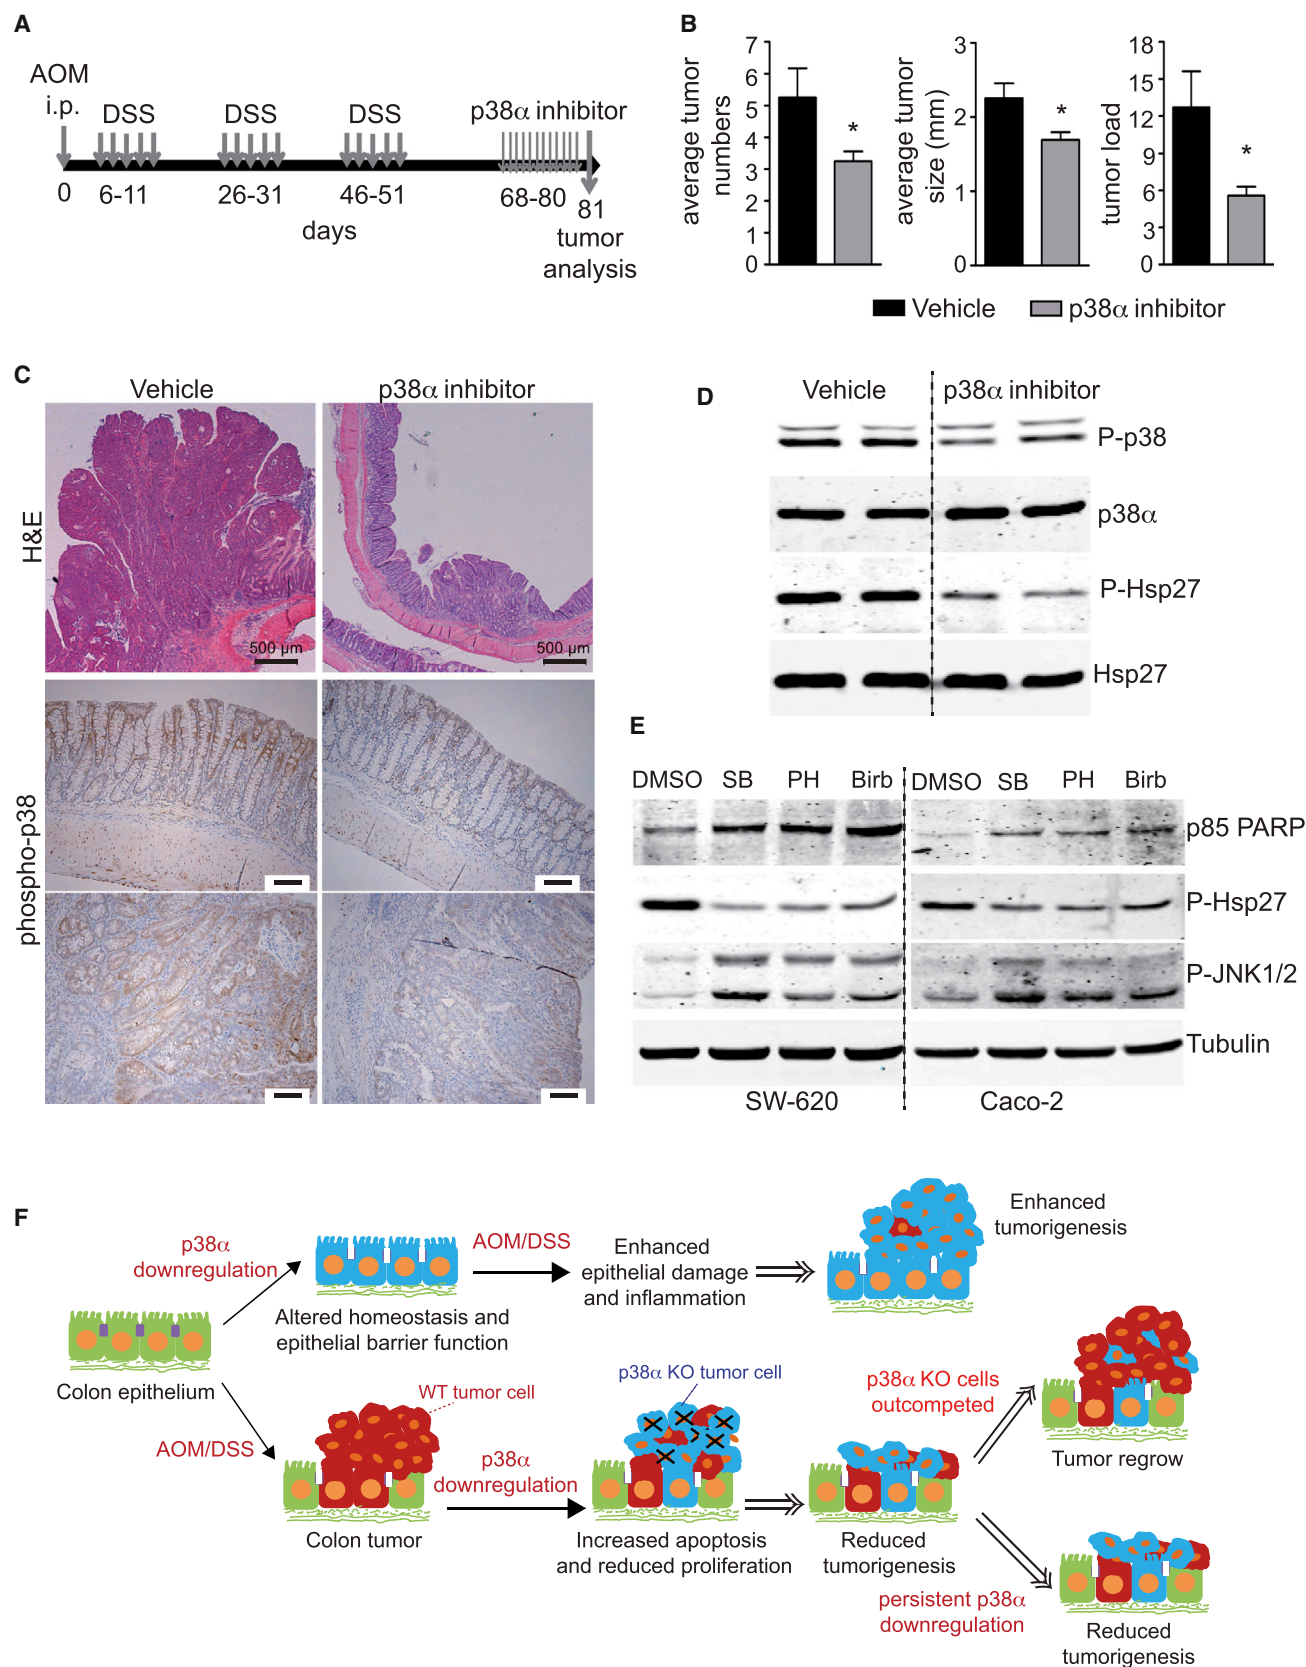 A
AOM
i.p.
DSS
DSS
DSS
p38α inhibitor
0
6-11
26-31
46-51
68-80
81
days
tumor
analysis
B
average tumor
numbers
7
6
5
4
3
2
1
0
*
average tumor
size (mm)
3
2
1
0
*
tumor load
18
15
12
9
6
3
0
*
Vehicle
p38α inhibitor
C
Vehicle
p38α inhibitor
H&E
500 µm
500 µm
phospho-p38
D
Vehicle
p38α inhibitor
P-p38
p38α
P-Hsp27
Hsp27
E
DMSO SB PH Birb DMSO SB PH Birb
p85 PARP
P-Hsp27
P-JNK1/2
Tubulin
SW-620
Caco-2
F
p38α
downregulation
Colon epithelium
Altered homeostasis and
epithelial barrier function
AOM/DSS
Enhanced
epithelial damage
and inflammation
Enhanced
tumorigenesis
AOM/DSS
WT tumor cell
Colon tumor
p38α
downregulation
p38α KO tumor cell
Increased apoptosis
and reduced proliferation
Reduced
tumorigenesis
p38α KO cells
outcompeted
Tumor regrow
persistent p38α
downregulation
Reduced
tumorigenesis